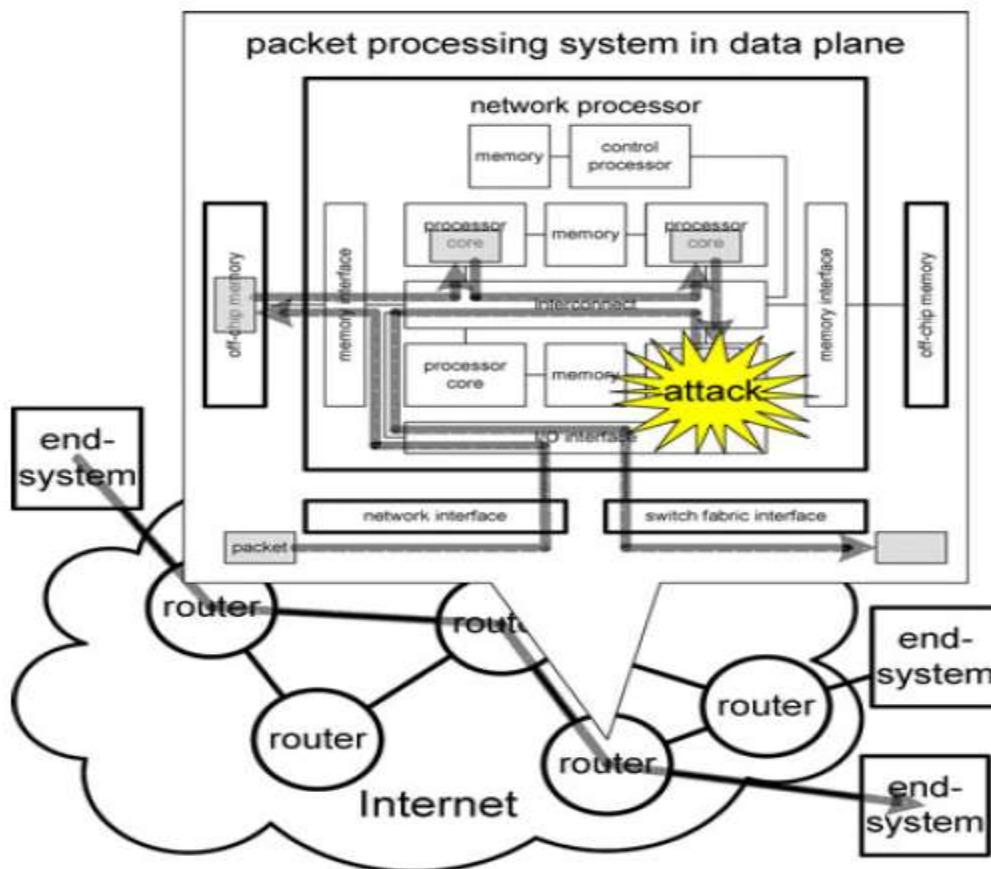 packet processing system in data plane
network processor
memory
control
processor
off-chip memory
memory interface
processor
core
memory
processor
core
memory interface
off-chip memory
interconnect
processor
core
memory
attack
I/O interface
end-
system
network interface
switch fabric interface
packet
router
route
router
router
router
end-
system
end-
system
Internet